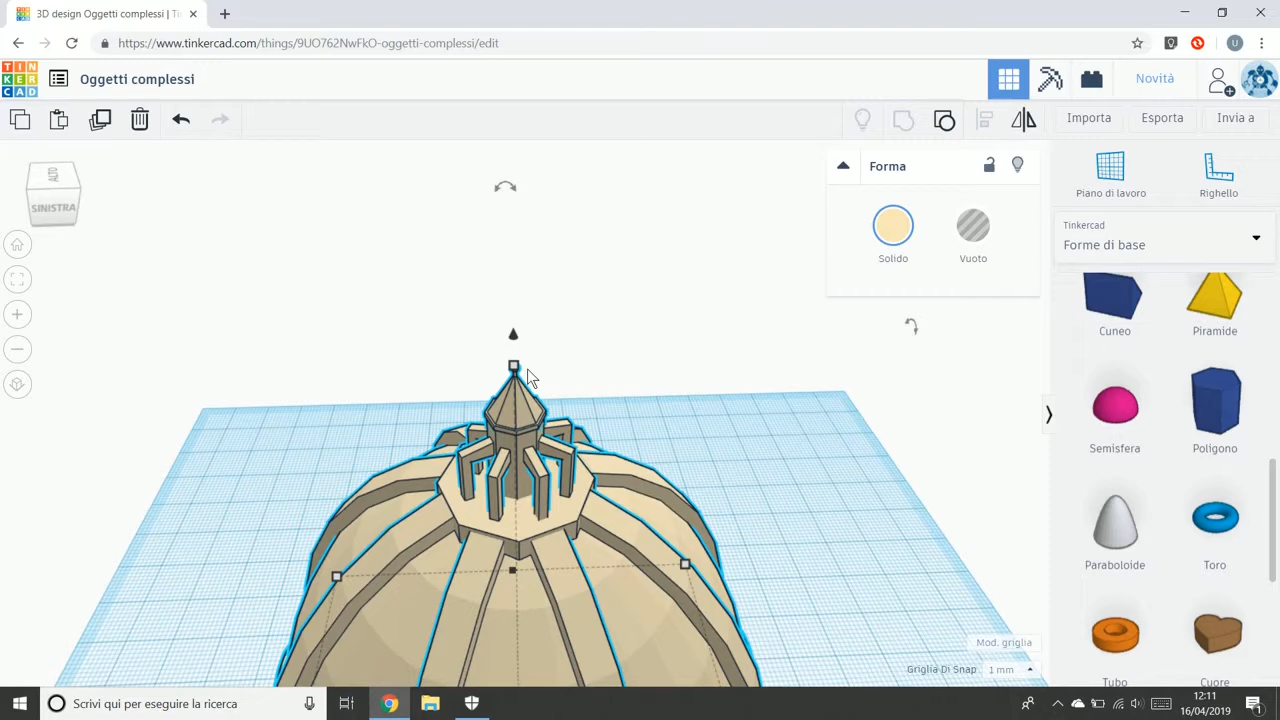 3D design Oggetti complessi | Ti
https://www.tinkercad.com/things/9UO762NwFkO-oggetti-complessi/edit
U
TIN
KER
CAD
Oggetti complessi
Novità
Importa
Esporta
Invia a
ALTO
SINISTRA
Forma
Solido
Vuoto
Piano di lavoro
Righello
Tinkercad
Forme di base
Cuneo
Piramide
Semisfera
Poligono
Paraboloide
Toro
Tubo
Cuore
Mod. griglia
Griglia Di Snap
1 mm
Scrivi qui per eseguire la ricerca
12:11
16/04/2019
1